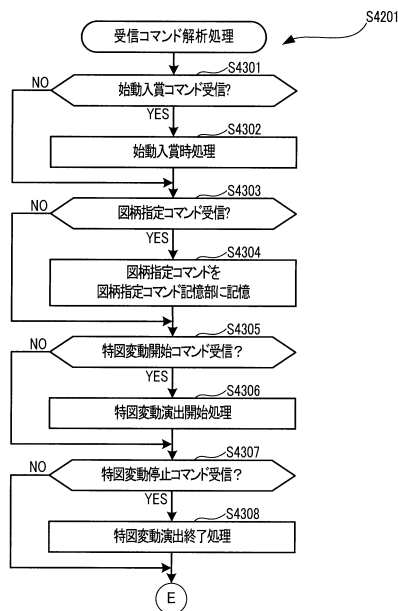 S4201
受信コマンド解析処理
S4301
NO
始動入賞コマンド受信?
YES
S4302
始動入賞時処理
S4303
NO
図柄指定コマンド受信?
YES
S4304
図柄指定コマンドを
図柄指定コマンド記憶部に記憶
S4305
NO
特図変動開始コマンド受信?
YES
S4306
特図変動演出開始処理
S4307
NO
特図変動停止コマンド受信?
YES
S4308
特図変動演出終了処理
E